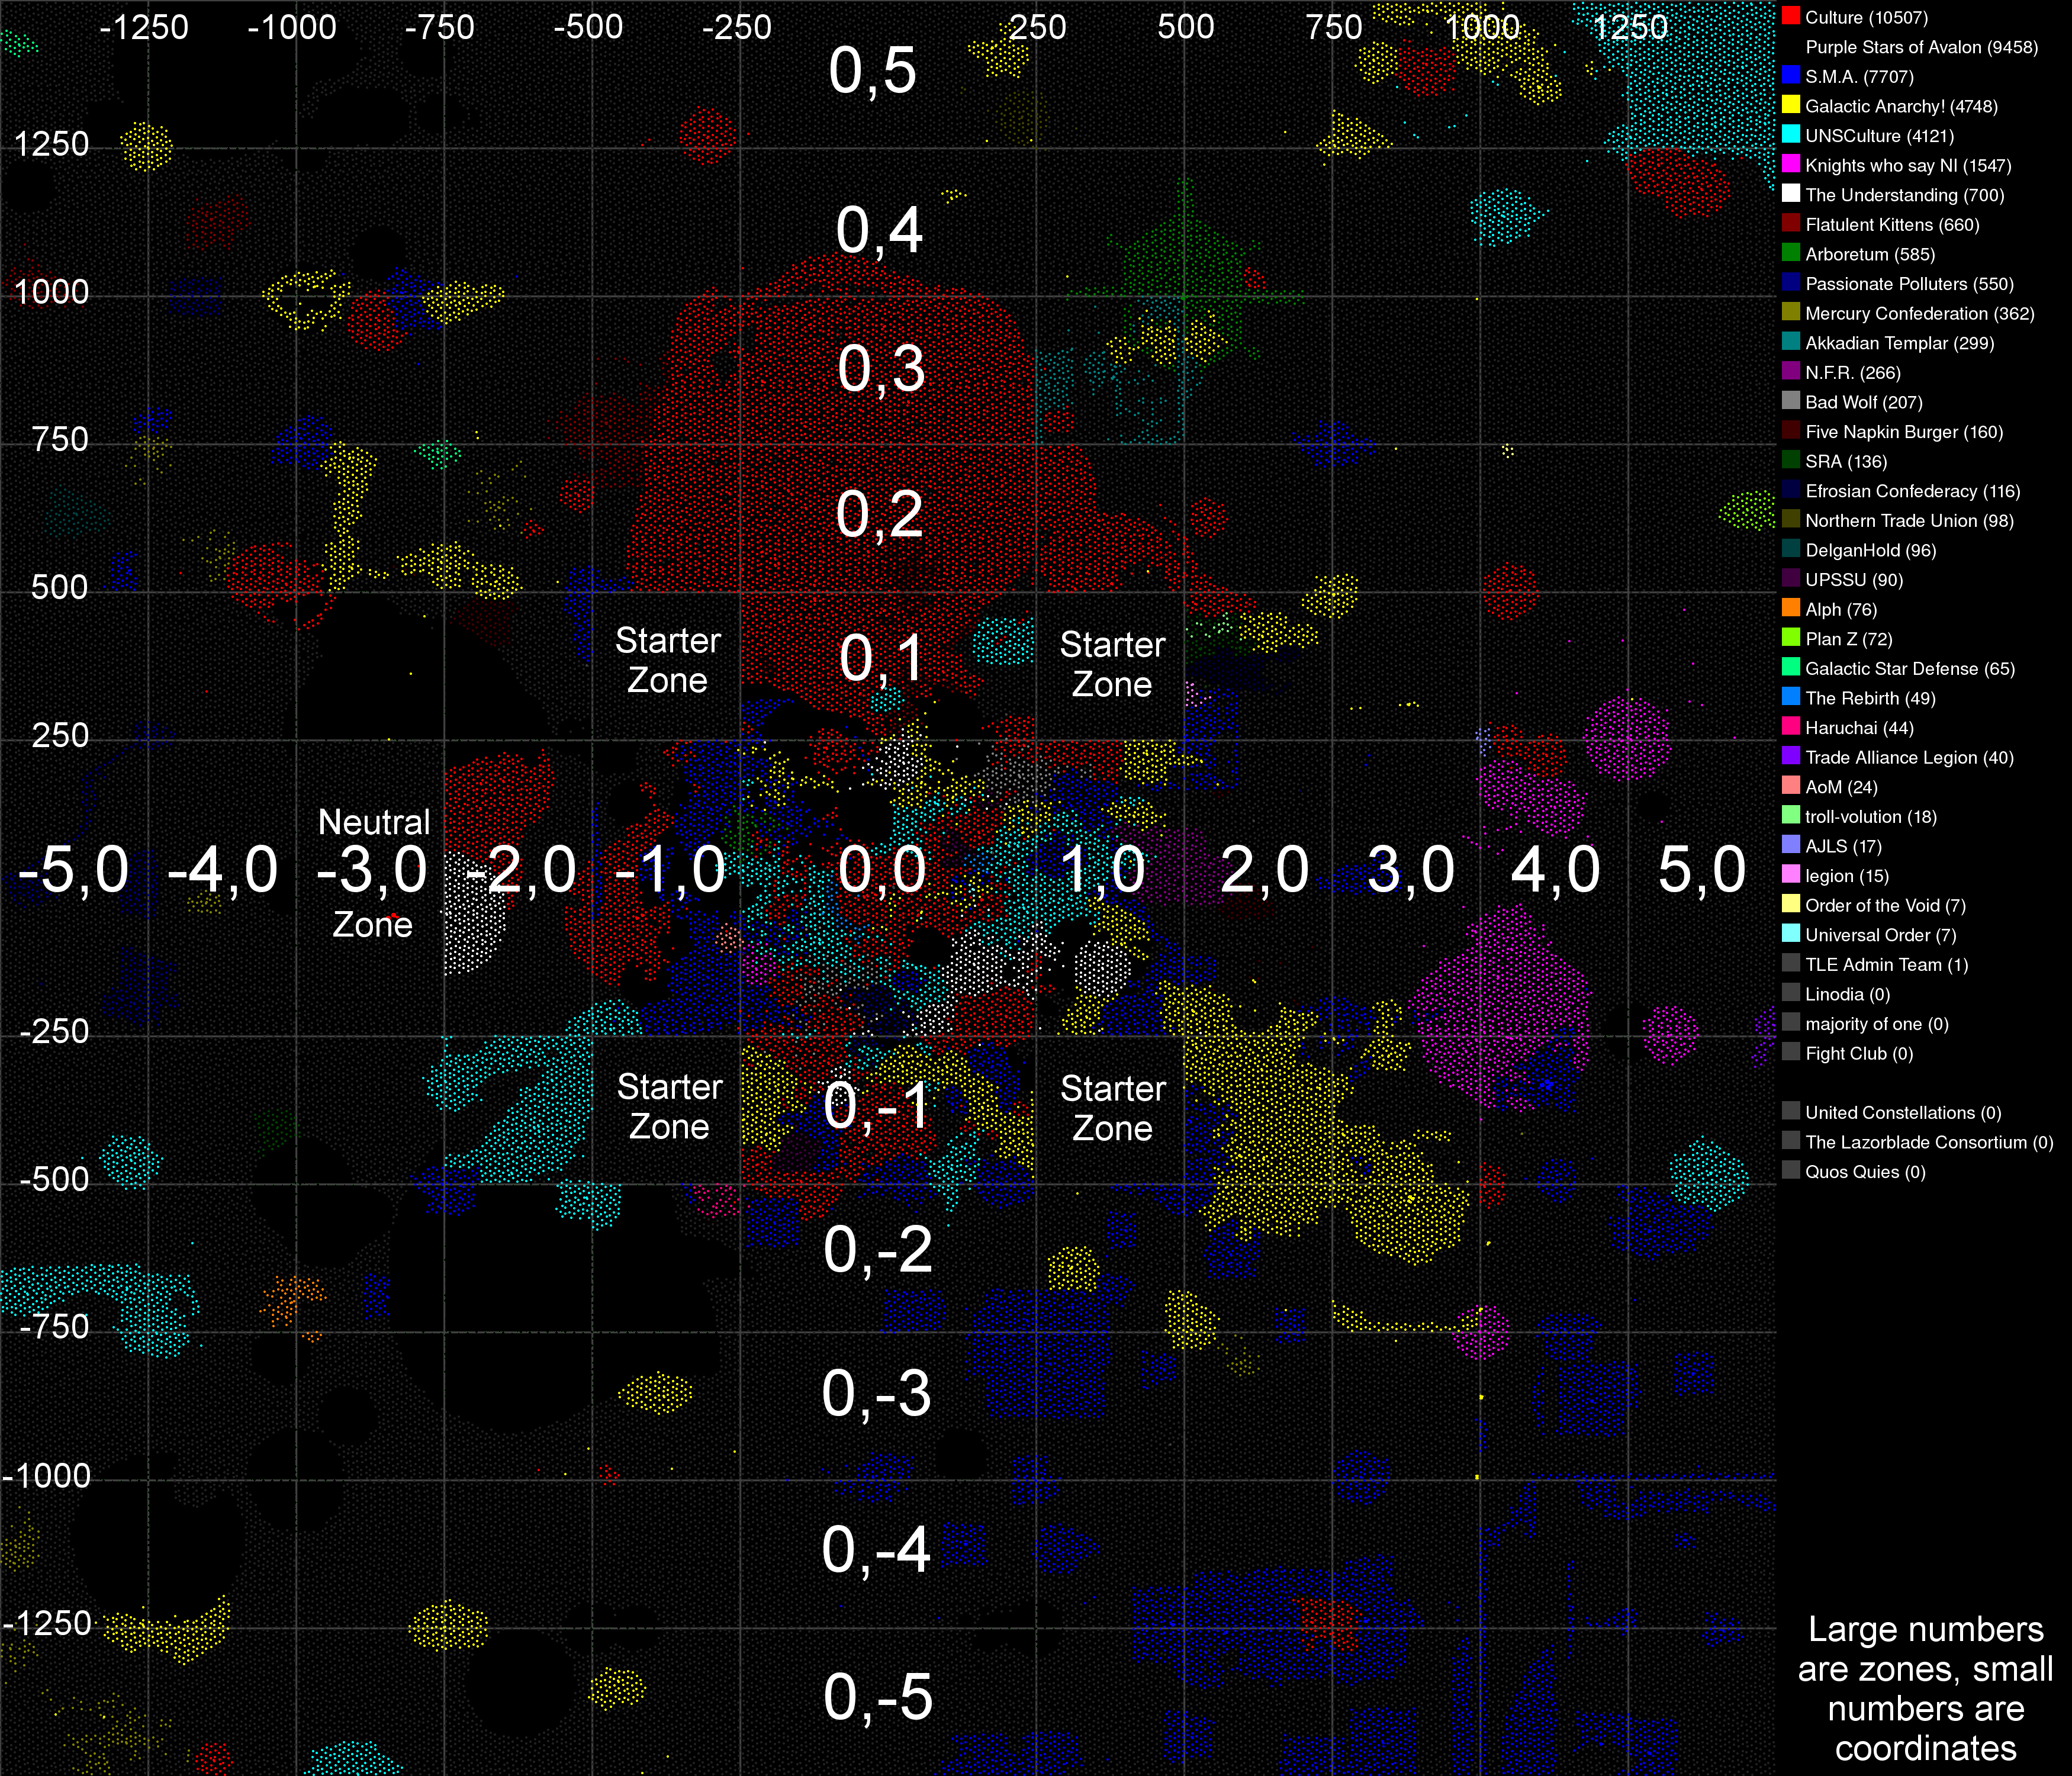 -1250 -1000 -750 -500 -250 250 500 750 1000 1250
0,5
1250
0,4
1000
0,3
750
0,2
500
Starter
Zone
0,1
Starter
Zone
250
Neutral
Zone
-5,0 -4,0 -3,0 -2,0 -1,0 0,0 1,0 2,0 3,0 4,0 5,0
-250
Starter
Zone
0,-1
Starter
Zone
-500
0,-2
-750
0,-3
-1000
0,-4
-1250
0,-5
Culture (10507)
Purple Stars of Avalon (9458)
S.M.A. (7707)
Galactic Anarchy! (4748)
UNSCulture (4121)
Knights who say NI (1547)
The Understanding (700)
Flatulent Kittens (660)
Arboretum (585)
Passionate Polluters (550)
Mercury Confederation (362)
Akkadian Templar (299)
N.F.R. (266)
Bad Wolf (207)
Five Napkin Burger (160)
SRA (136)
Efrosian Confederacy (116)
Northern Trade Union (98)
DelganHold (96)
UPSSU (90)
Alph (76)
Plan Z (72)
Galactic Star Defense (65)
The Rebirth (49)
Haruchai (44)
Trade Alliance Legion (40)
AoM (24)
troll-volution (18)
AJLS (17)
legion (15)
Order of the Void (7)
Universal Order (7)
TLE Admin Team (1)
Linodia (0)
majority of one (0)
Fight Club (0)
United Constellations (0)
The Lazorblade Consortium (0)
Quos Quies (0)
Large numbers
are zones, small
numbers are
coordinates